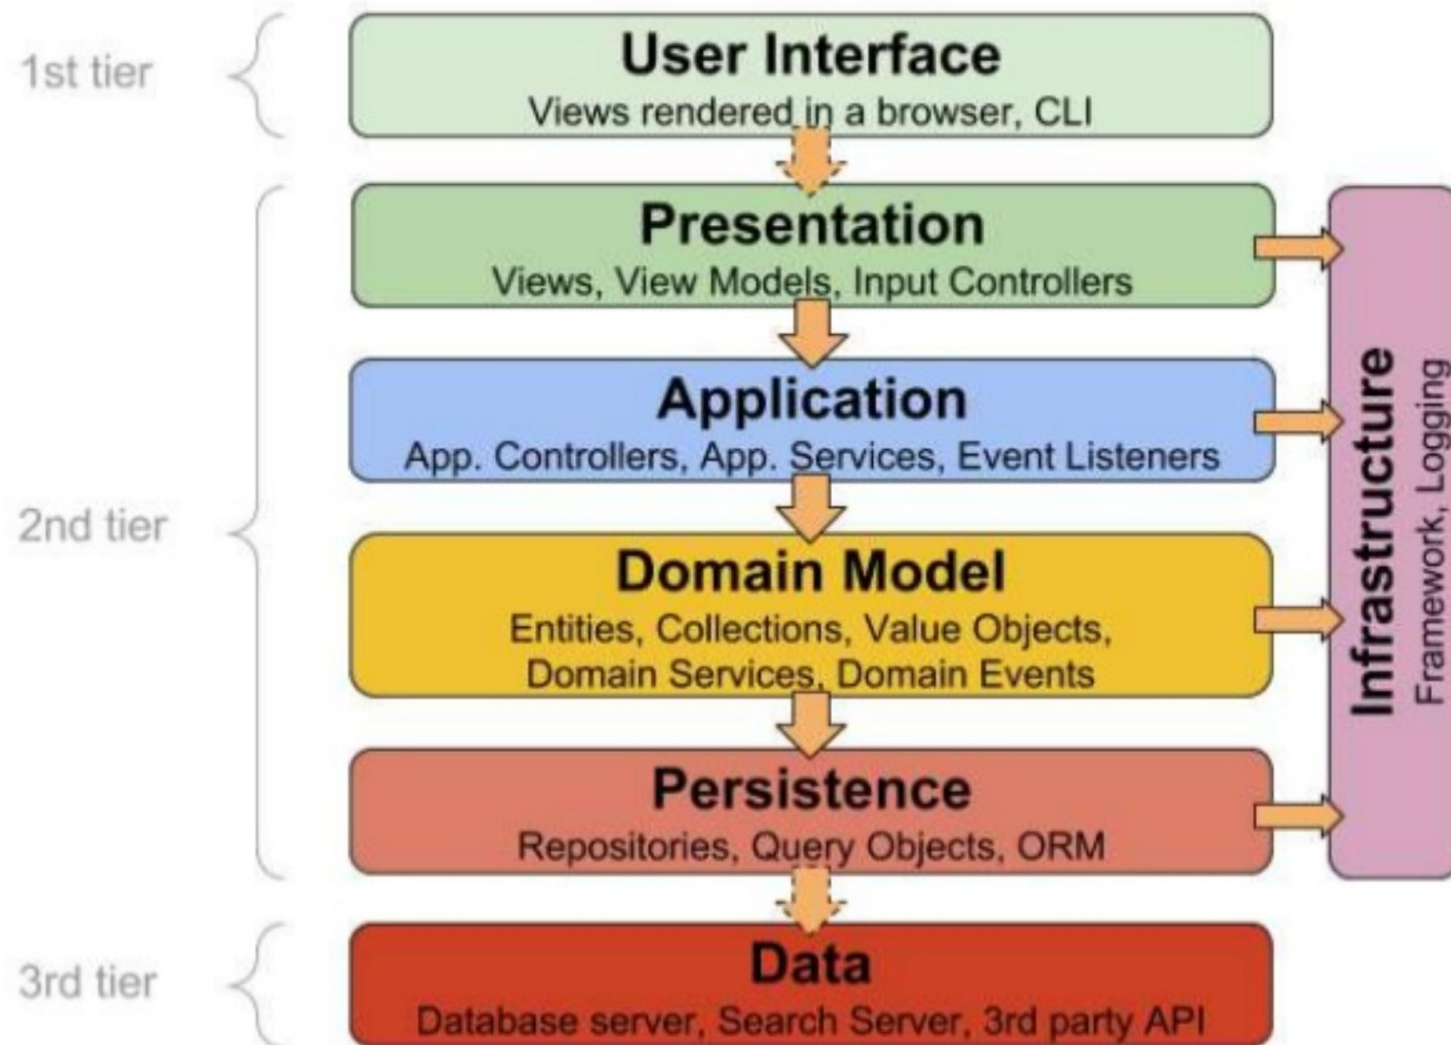 1st tier
User Interface
Views rendered in a browser, CLI
2nd tier
Presentation
Views, View Models, Input Controllers
Application
App. Controllers, App. Services, Event Listeners
Domain Model
Entities, Collections, Value Objects,
Domain Services, Domain Events
Persistence
Repositories, Query Objects, ORM
Infrastructure
Framework, Logging
3rd tier
Data
Database server, Search Server, 3rd party API